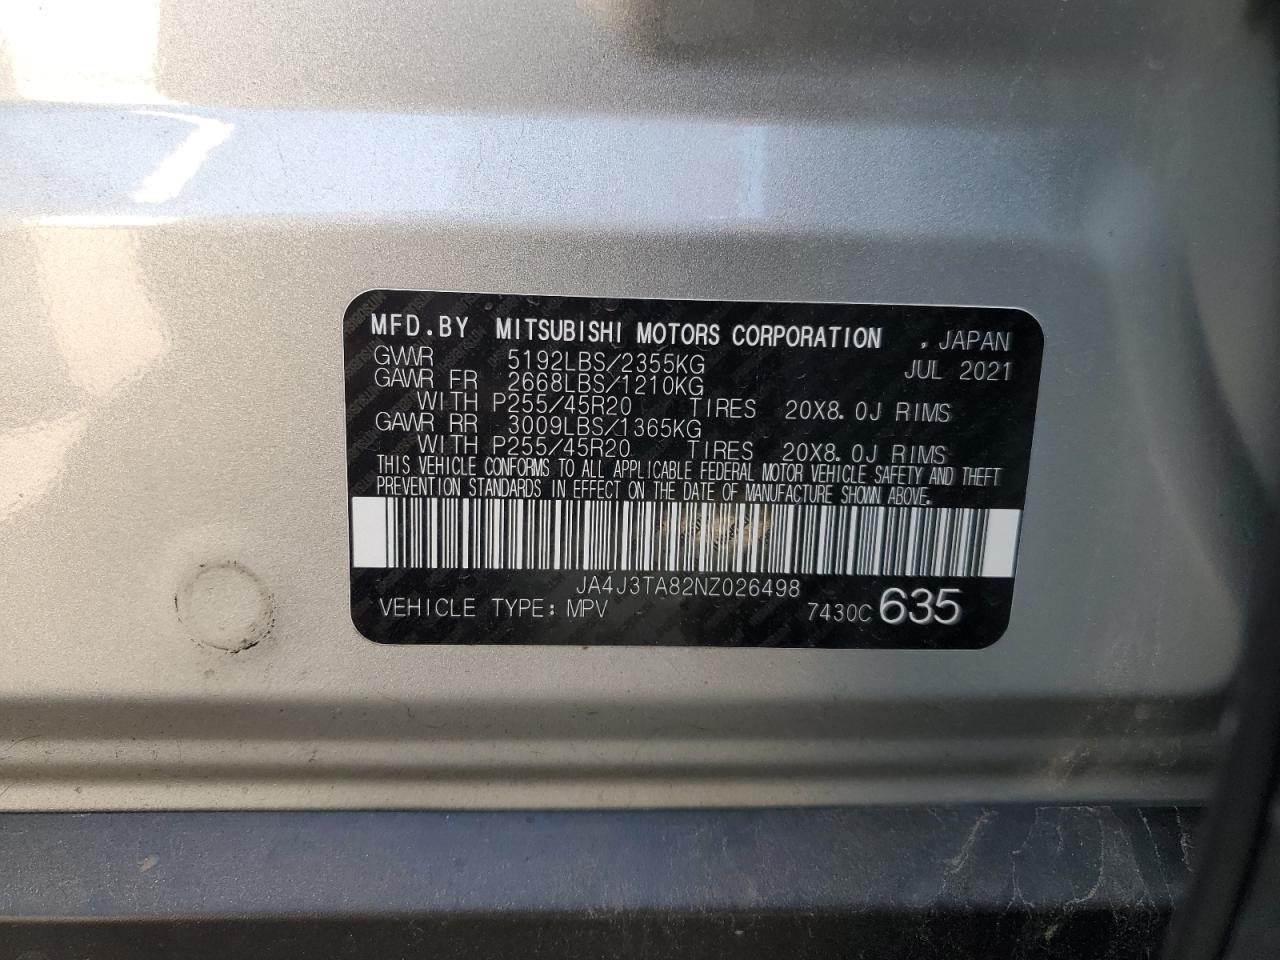 MFD.BY MITSUBISHI MOTORS CORPORATION , JAPAN
GVWR 5192LBS/2355KG JUL 2021
GAWR FR 2668LBS/1210KG
WITH P255/45R20 TIRES 20X8.0J RIMS
GAWR RR 3009LBS/1365KG
WITH P255/45R20 TIRES 20X8.0J RIMS
THIS VEHICLE CONFORMS TO ALL APPLICABLE FEDERAL MOTOR VEHICLE SAFETY AND THEFT
PREVENTION STANDARDS IN EFFECT ON THE DATE OF MANUFACTURE SHOWN ABOVE.
JA4J3TA82NZ026498
VEHICLE TYPE: MPV 7430C 635